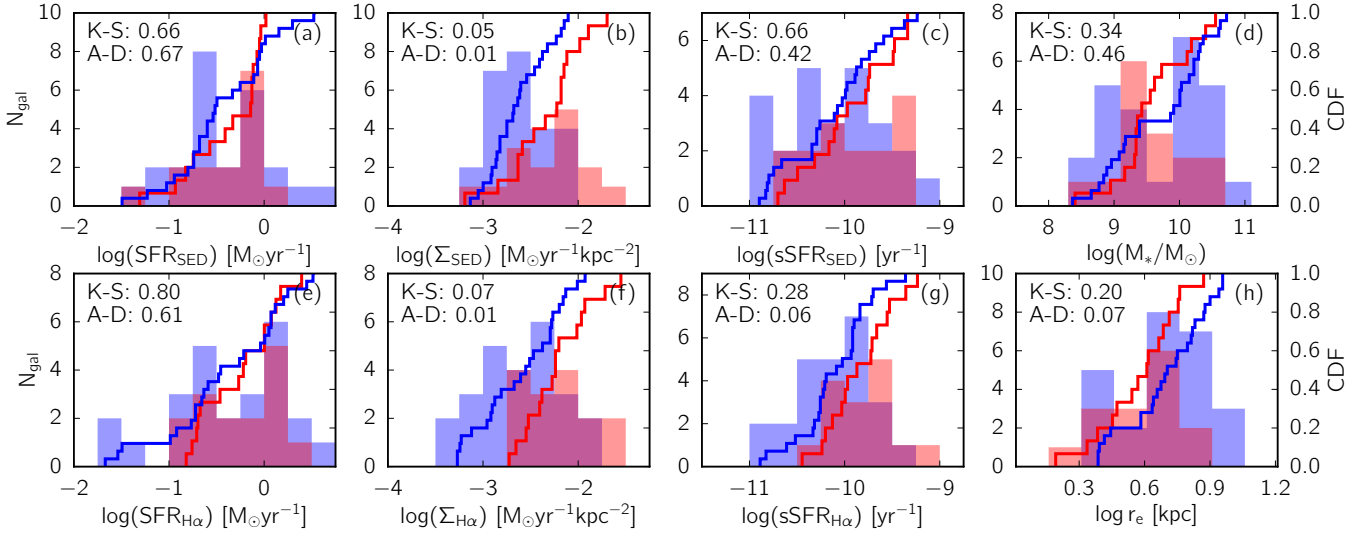 K-S: 0.66
A-D: 0.67
(a)
10
8
6
4
2
0
N_gal
−2 −1 0
log(SFR_SED) [M_⊙yr^−1]
K-S: 0.05
A-D: 0.01
(b)
10
8
6
4
2
0
−4 −3 −2
log(Σ_SED) [M_⊙yr^−1kpc^−2]
K-S: 0.66
A-D: 0.42
(c)
6
4
2
0
−11 −10 −9
log(sSFR_SED) [yr^−1]
K-S: 0.34
A-D: 0.46
(d)
8
6
4
2
0
1.0
0.8
0.6
0.4
0.2
0.0
CDF
8 9 10 11
log(M_*/M_⊙)
K-S: 0.80
A-D: 0.61
(e)
8
6
4
2
0
N_gal
−2 −1 0
log(SFR_Hα) [M_⊙yr^−1]
K-S: 0.07
A-D: 0.01
(f)
8
6
4
2
0
−4 −3 −2
log(Σ_Hα) [M_⊙yr^−1kpc^−2]
K-S: 0.28
A-D: 0.06
(g)
8
6
4
2
0
−11 −10 −9
log(sSFR_Hα) [yr^−1]
K-S: 0.20
A-D: 0.07
(h)
10
8
6
4
2
0
1.0
0.8
0.6
0.4
0.2
0.0
CDF
0.3 0.6 0.9 1.2
log r_e [kpc]